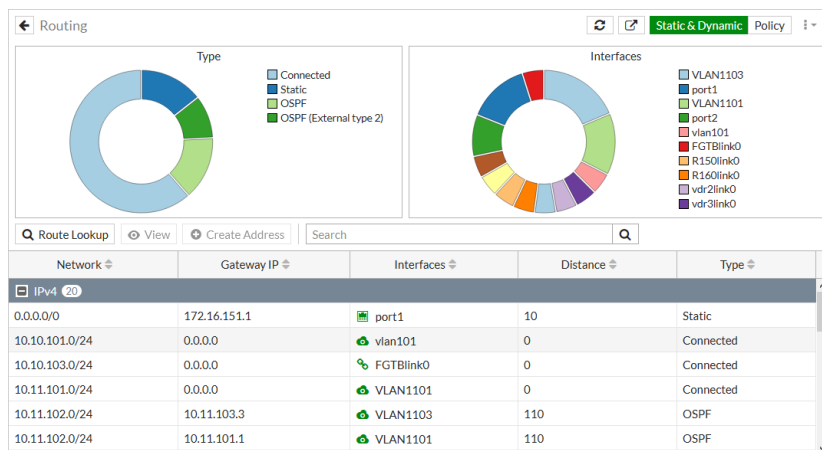 Routing
Static & Dynamic Policy
Type
Connected
Static
OSPF
OSPF (External type 2)
Interfaces
VLAN1103
port1
VLAN1101
port2
vlan101
FGTBlink0
R150link0
R160link0
vdr2link0
vdr3link0
Route Lookup View Create Address Search
Network Gateway IP Interfaces Distance Type
IPv4 20
0.0.0.0/0 172.16.151.1 port1 10 Static
10.10.101.0/24 0.0.0.0 vlan101 0 Connected
10.10.103.0/24 0.0.0.0 FGTBlink0 0 Connected
10.11.101.0/24 0.0.0.0 VLAN1101 0 Connected
10.11.102.0/24 10.11.103.3 VLAN1103 110 OSPF
10.11.102.0/24 10.11.101.1 VLAN1101 110 OSPF